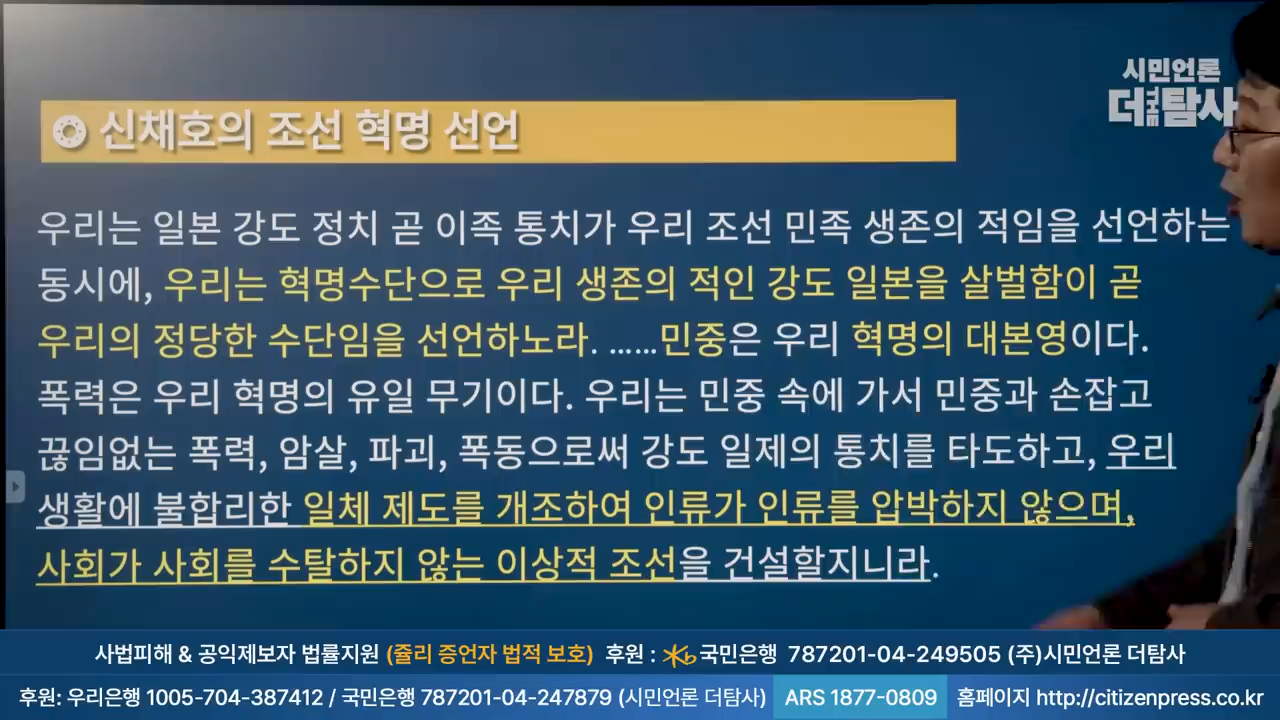 시민언론
더탐사
신채호의 조선 혁명 선언
우리는 일본 강도 정치 곧 이족 통치가 우리 조선 민족 생존의 적임을 선언하는
동시에, 우리는 혁명수단으로 우리 생존의 적인 강도 일본을 살벌함이 곧
우리의 정당한 수단임을 선언하노라. ……민중은 우리 혁명의 대본영이다.
폭력은 우리 혁명의 유일 무기이다. 우리는 민중 속에 가서 민중과 손잡고
끊임없는 폭력, 암살, 파괴, 폭동으로써 강도 일제의 통치를 타도하고, 우리
생활에 불합리한 일체 제도를 개조하여 인류가 인류를 압박하지 않으며,
사회가 사회를 수탈하지 않는 이상적 조선을 건설할지니라.
사법피해 & 공익제보자 법률지원 (쥴리 증언자 법적 보호) 후원 : KB국민은행 787201-04-249505 (주)시민언론 더탐사
후원: 우리은행 1005-704-387412 / 국민은행 787201-04-247879 (시민언론 더탐사) ARS 1877-0809 홈페이지 http://citizenpress.co.kr